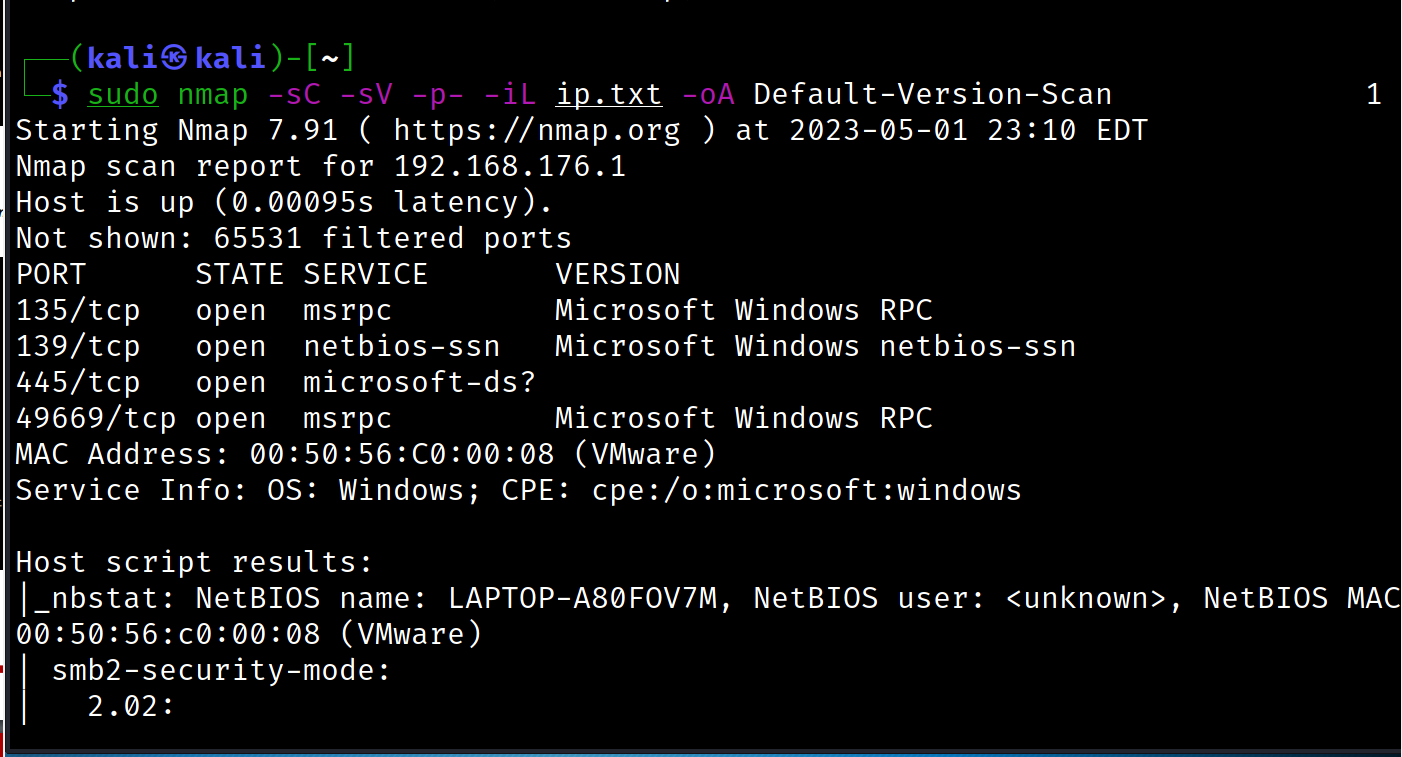 ┌──(kali㉿kali)-[~]
└─$ sudo nmap -sC -sV -p- -iL ip.txt -oA Default-Version-Scan 1
Starting Nmap 7.91 ( https://nmap.org ) at 2023-05-01 23:10 EDT
Nmap scan report for 192.168.176.1
Host is up (0.00095s latency).
Not shown: 65531 filtered ports
PORT      STATE SERVICE       VERSION
135/tcp   open  msrpc         Microsoft Windows RPC
139/tcp   open  netbios-ssn   Microsoft Windows netbios-ssn
445/tcp   open  microsoft-ds?
49669/tcp open  msrpc         Microsoft Windows RPC
MAC Address: 00:50:56:C0:00:08 (VMware)
Service Info: OS: Windows; CPE: cpe:/o:microsoft:windows

Host script results:
|_nbstat: NetBIOS name: LAPTOP-A80FOV7M, NetBIOS user: <unknown>, NetBIOS MAC
00:50:56:c0:00:08 (VMware)
| smb2-security-mode:
|   2.02: